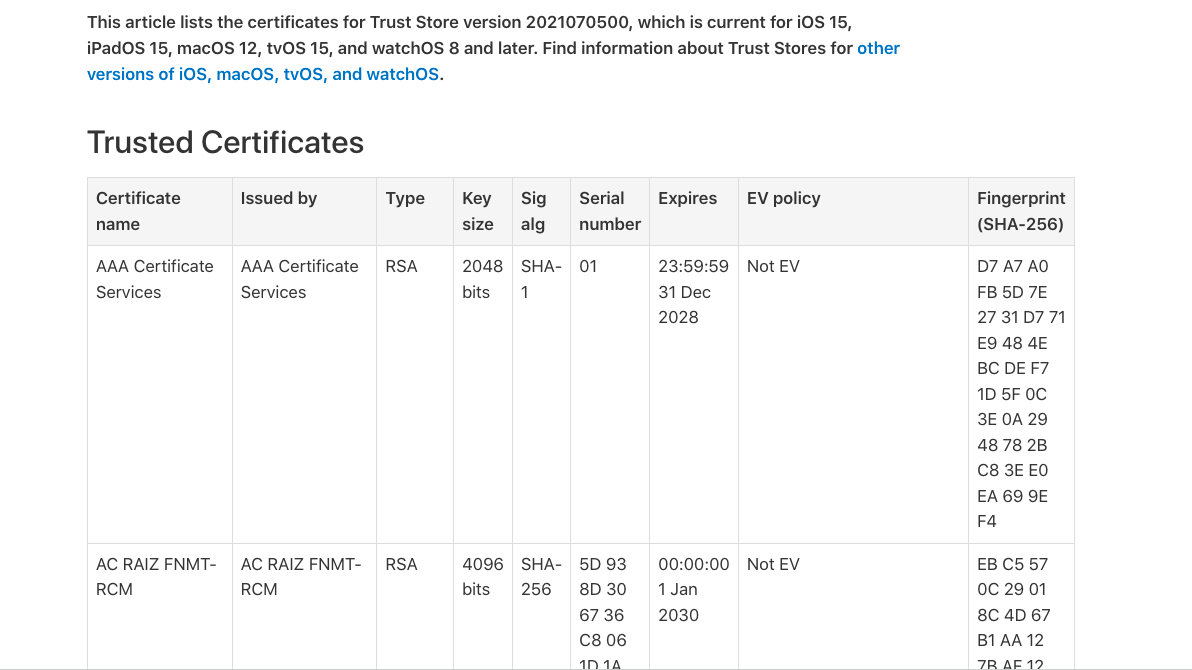 This article lists the certificates for Trust Store version 2021070500, which is current for iOS 15,
iPadOS 15, macOS 12, tvOS 15, and watchOS 8 and later. Find information about Trust Stores for other
versions of iOS, macOS, tvOS, and watchOS.
Trusted Certificates
Certificate name
Issued by
Type
Key size
Sig alg
Serial number
Expires
EV policy
Fingerprint (SHA-256)
AAA Certificate
Services
AAA Certificate
Services
RSA
2048
bits
SHA-
1
01
23:59:59
31 Dec
2028
Not EV
D7 A7 A0
FB 5D 7E
27 31 D7 71
E9 48 4E
BC DE F7
1D 5F 0C
3E 0A 29
48 78 2B
C8 3E E0
EA 69 9E
F4
AC RAIZ FNMT-
RCM
AC RAIZ FNMT-
RCM
RSA
4096
bits
SHA-
256
5D 93
8D 30
67 36
C8 06
1D 1A
00:00:00
1 Jan
2030
Not EV
EB C5 57
0C 29 01
8C 4D 67
B1 AA 12
7B AF 12